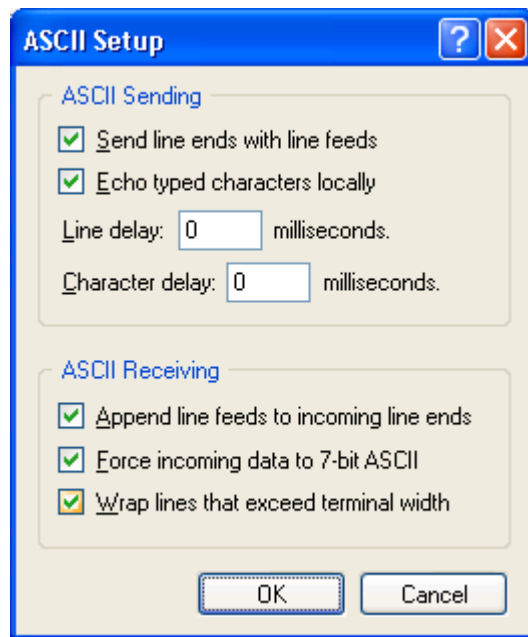 ASCII Setup
ASCII Sending
Send line ends with line feeds
Echo typed characters locally
Line delay: 0 milliseconds.
Character delay: 0 milliseconds.
ASCII Receiving
Append line feeds to incoming line ends
Force incoming data to 7-bit ASCII
Wrap lines that exceed terminal width
OK Cancel